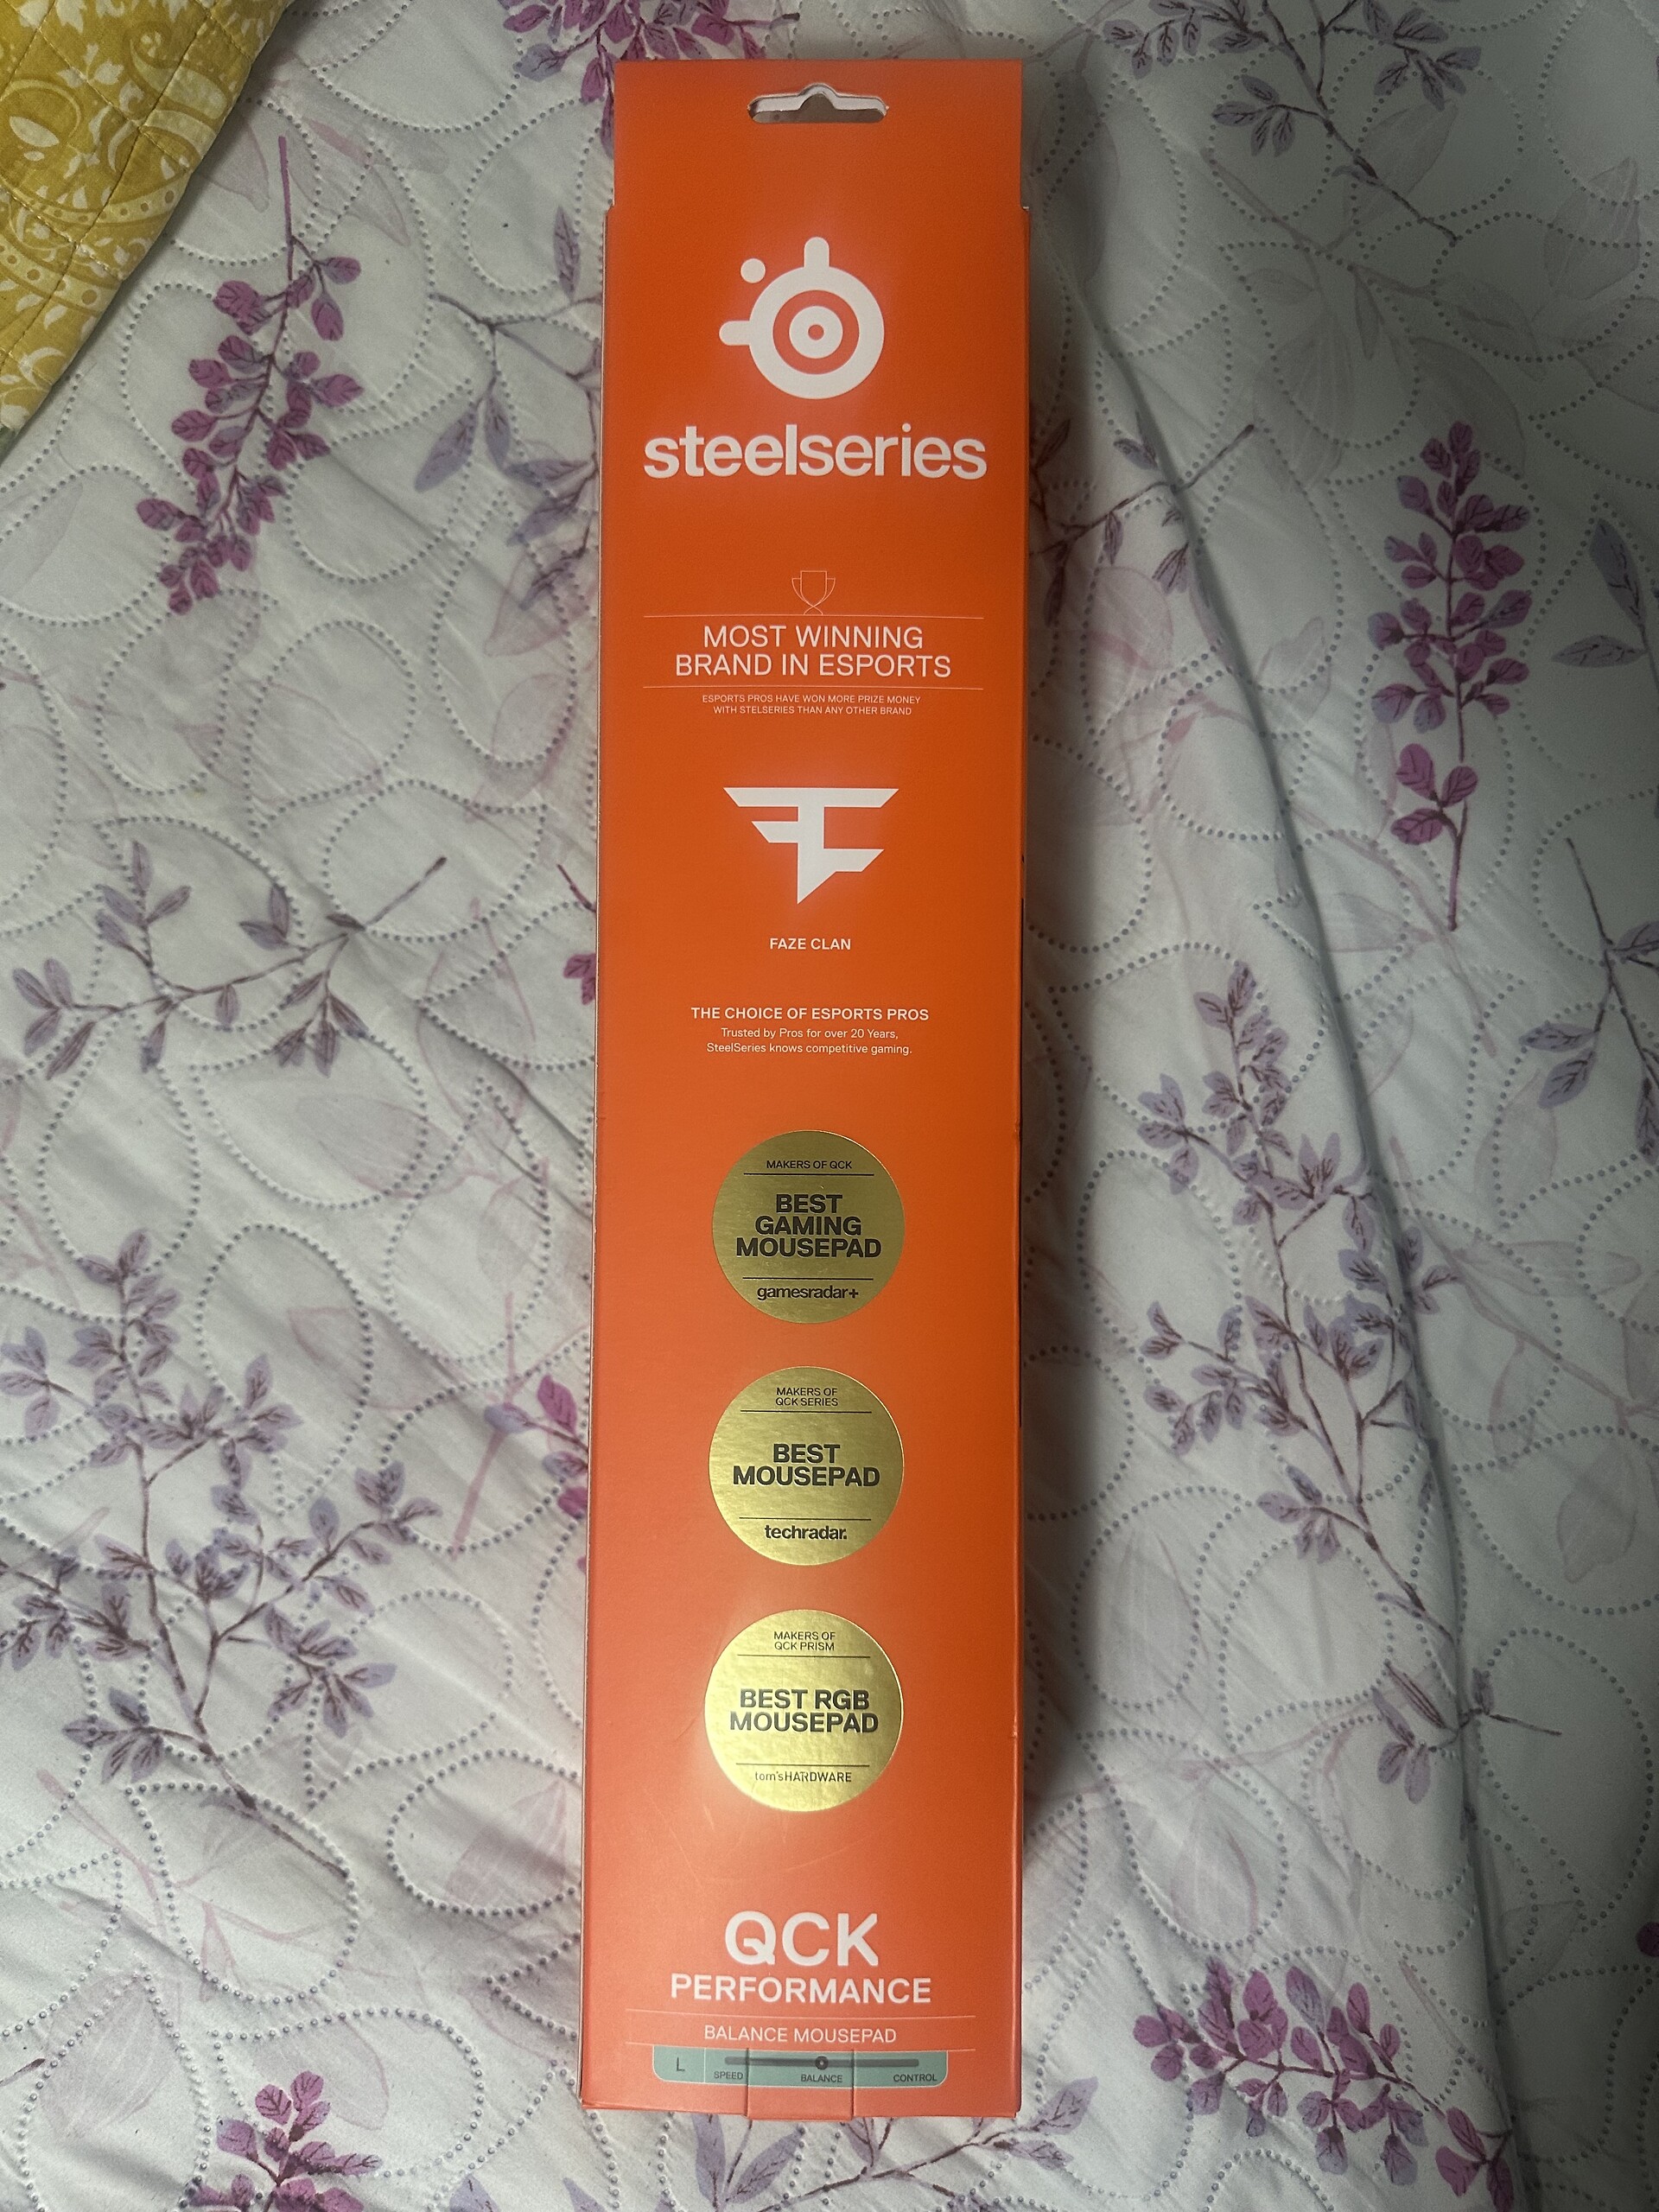 steelseries
MOST WINNING
BRAND IN ESPORTS
ESPORTS PROS HAVE WON MORE PRIZE MONEY
WITH STELSERIES THAN ANY OTHER BRAND
FAZE CLAN
THE CHOICE OF ESPORTS PROS
Trusted by Pros for over 20 Years,
SteelSeries knows competitive gaming.
MAKERS OF QCK
BEST
GAMING
MOUSEPAD
gamesradar+
MAKERS OF
QCK SERIES
BEST
MOUSEPAD
techradar.
MAKERS OF
QCK PRISM
BEST RGB
MOUSEPAD
tom'sHARDWARE
QCK
PERFORMANCE
BALANCE MOUSEPAD
L
SPEED BALANCE CONTROL